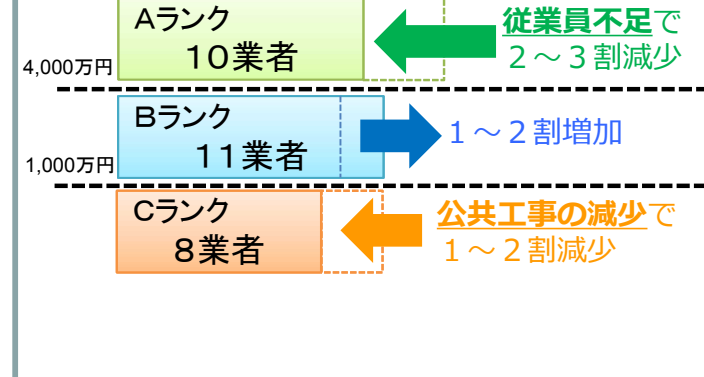 Aランク
10業者
従業員不足で
2～3割減少
4,000万円
Bランク
11業者
1～2割増加
1,000万円
Cランク
8業者
公共工事の減少で
1～2割減少